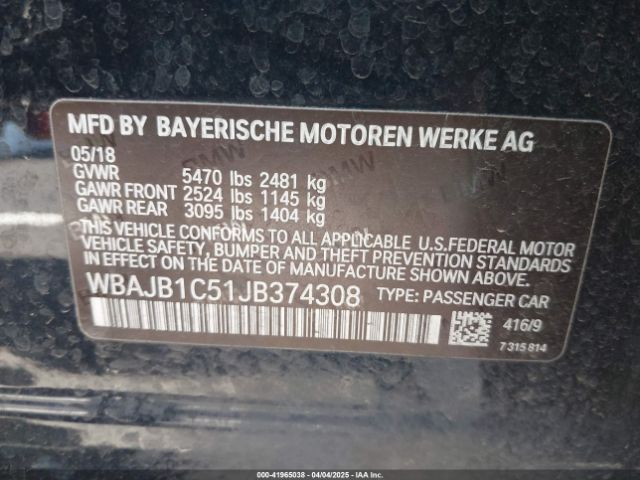 MFD BY BAYERISCHE MOTOREN WERKE AG
05/18
GVWR 5470 lbs 2481 kg
GAWR FRONT 2524 lbs 1145 kg
GAWR REAR 3095 lbs 1404 kg
THIS VEHICLE CONFORMS TO ALL APPLICABLE U.S.FEDERAL MOTOR
VEHICLE SAFETY, BUMPER AND THEFT PREVENTION STANDARDS
IN EFFECT ON THE DATE OF MANUFACTURE SHOWN ABOVE.
WBAJB1C51JB374308 TYPE: PASSENGER CAR
416/9
7 315 814
000-41965038 - 04/04/2025 - IAA Inc.